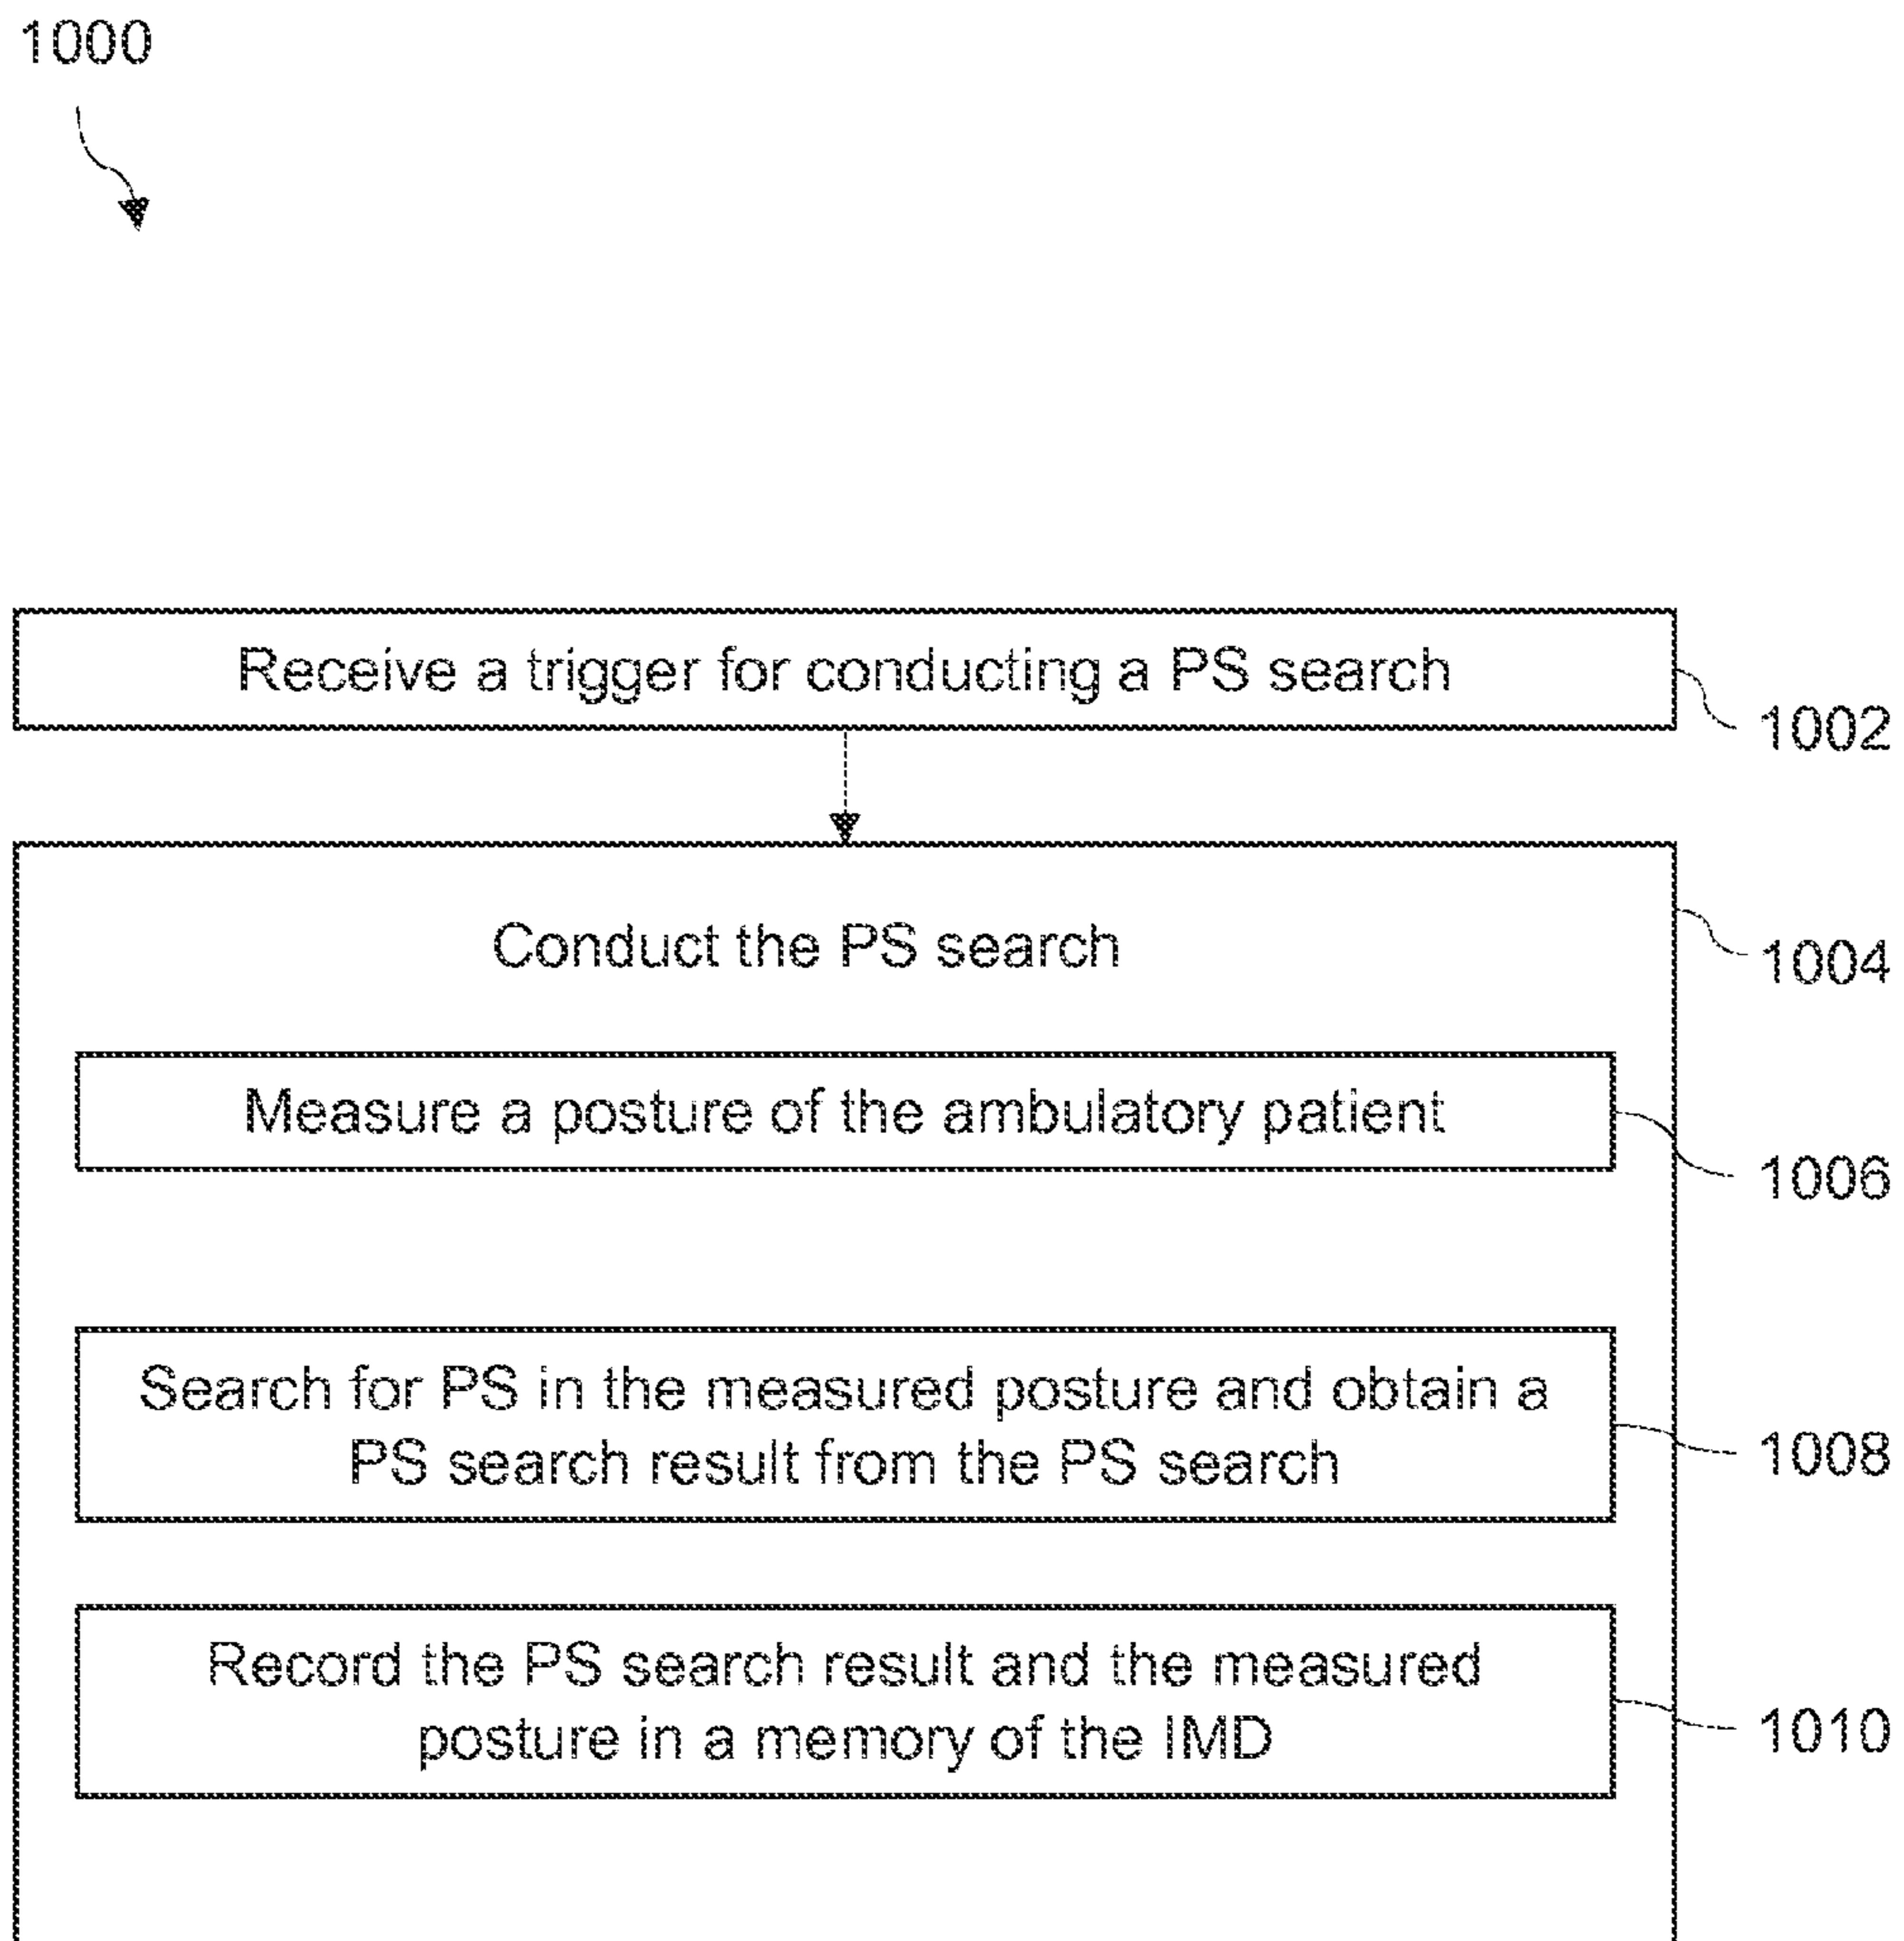 1000
Receive a trigger for conducting a PS search
1002
Conduct the PS search
1004
Measure a posture of the ambulatory patient
1006
Search for PS in the measured posture and obtain a
PS search result from the PS search
1008
Record the PS search result and the measured
posture in a memory of the IMD
1010